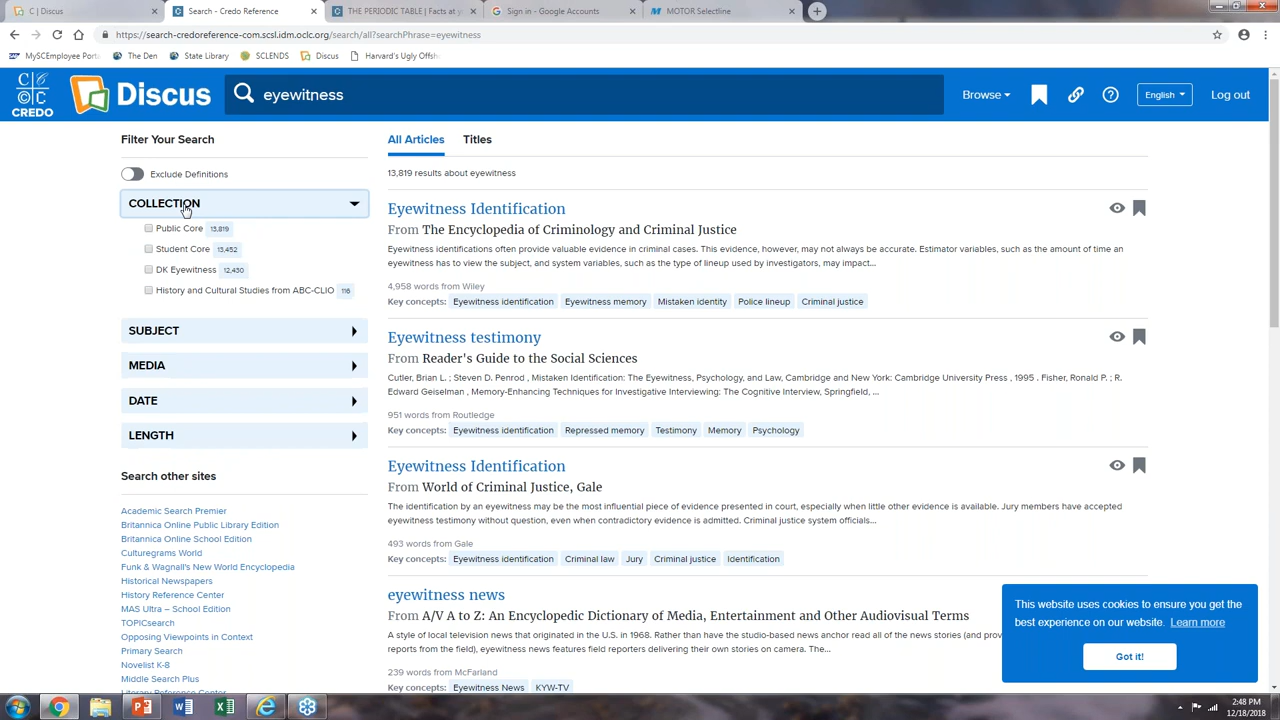 C | Discus
Search - Credo Reference
THE PERIODIC TABLE | Facts at y
Sign in - Google Accounts
MOTOR Selectline
https://search-credoreference-com.scsl.idm.oclc.org/search/all?searchPhrase=eyewitness
MySCEmployee Port
The Den
State Library
SCLENDS
Discus
Harvard's Ugly Offsh
C
CREDO
Discus
eyewitness
Browse
English
Log out
Filter Your Search
Exclude Definitions
COLLECTION
Public Core 13,819
Student Core 13,452
DK Eyewitness 12,430
History and Cultural Studies from ABC-CLIO 116
SUBJECT
MEDIA
DATE
LENGTH
Search other sites
Academic Search Premier
Britannica Online Public Library Edition
Britannica Online School Edition
Culturegrams World
Funk & Wagnall's New World Encyclopedia
Historical Newspapers
History Reference Center
MAS Ultra – School Edition
TOPICsearch
Opposing Viewpoints in Context
Primary Search
Novelist K-8
Middle Search Plus
Literary Reference Center
All Articles Titles
13,819 results about eyewitness
Eyewitness Identification
From The Encyclopedia of Criminology and Criminal Justice
Eyewitness identifications often provide valuable evidence in criminal cases. This evidence, however, may not always be accurate. Estimator variables, such as the amount of time an
eyewitness has to view the subject, and system variables, such as the type of lineup used by investigators, may impact...
4,958 words from Wiley
Key concepts: Eyewitness identification Eyewitness memory Mistaken identity Police lineup Criminal justice
Eyewitness testimony
From Reader's Guide to the Social Sciences
Cutler, Brian L. ; Steven D. Penrod , Mistaken Identification: The Eyewitness, Psychology, and Law, Cambridge and New York: Cambridge University Press , 1995 . Fisher, Ronald P. ; R.
Edward Geiselman , Memory-Enhancing Techniques for Investigative Interviewing: The Cognitive Interview, Springfield, ...
951 words from Routledge
Key concepts: Eyewitness identification Repressed memory Testimony Memory Psychology
Eyewitness Identification
From World of Criminal Justice, Gale
The identification by an eyewitness may be the most influential piece of evidence presented in court, especially when little other evidence is available. Jury members have accepted
eyewitness testimony without question, even when contradictory evidence is admitted. Criminal justice system officials...
493 words from Gale
Key concepts: Eyewitness identification Criminal law Jury Criminal justice Identification
eyewitness news
From A/V A to Z: An Encyclopedic Dictionary of Media, Entertainment and Other Audiovisual Terms
A style of local television news that originated in the U.S. in 1968. Rather than have the studio-based news anchor read all of the news stories (and prov
reports from the field), eyewitness news features field reporters delivering their own stories on camera. The...
239 words from McFarland
Key concepts: Eyewitness News KYW-TV
This website uses cookies to ensure you get the
best experience on our website. Learn more
Got it!
2:48 PM
12/18/2018